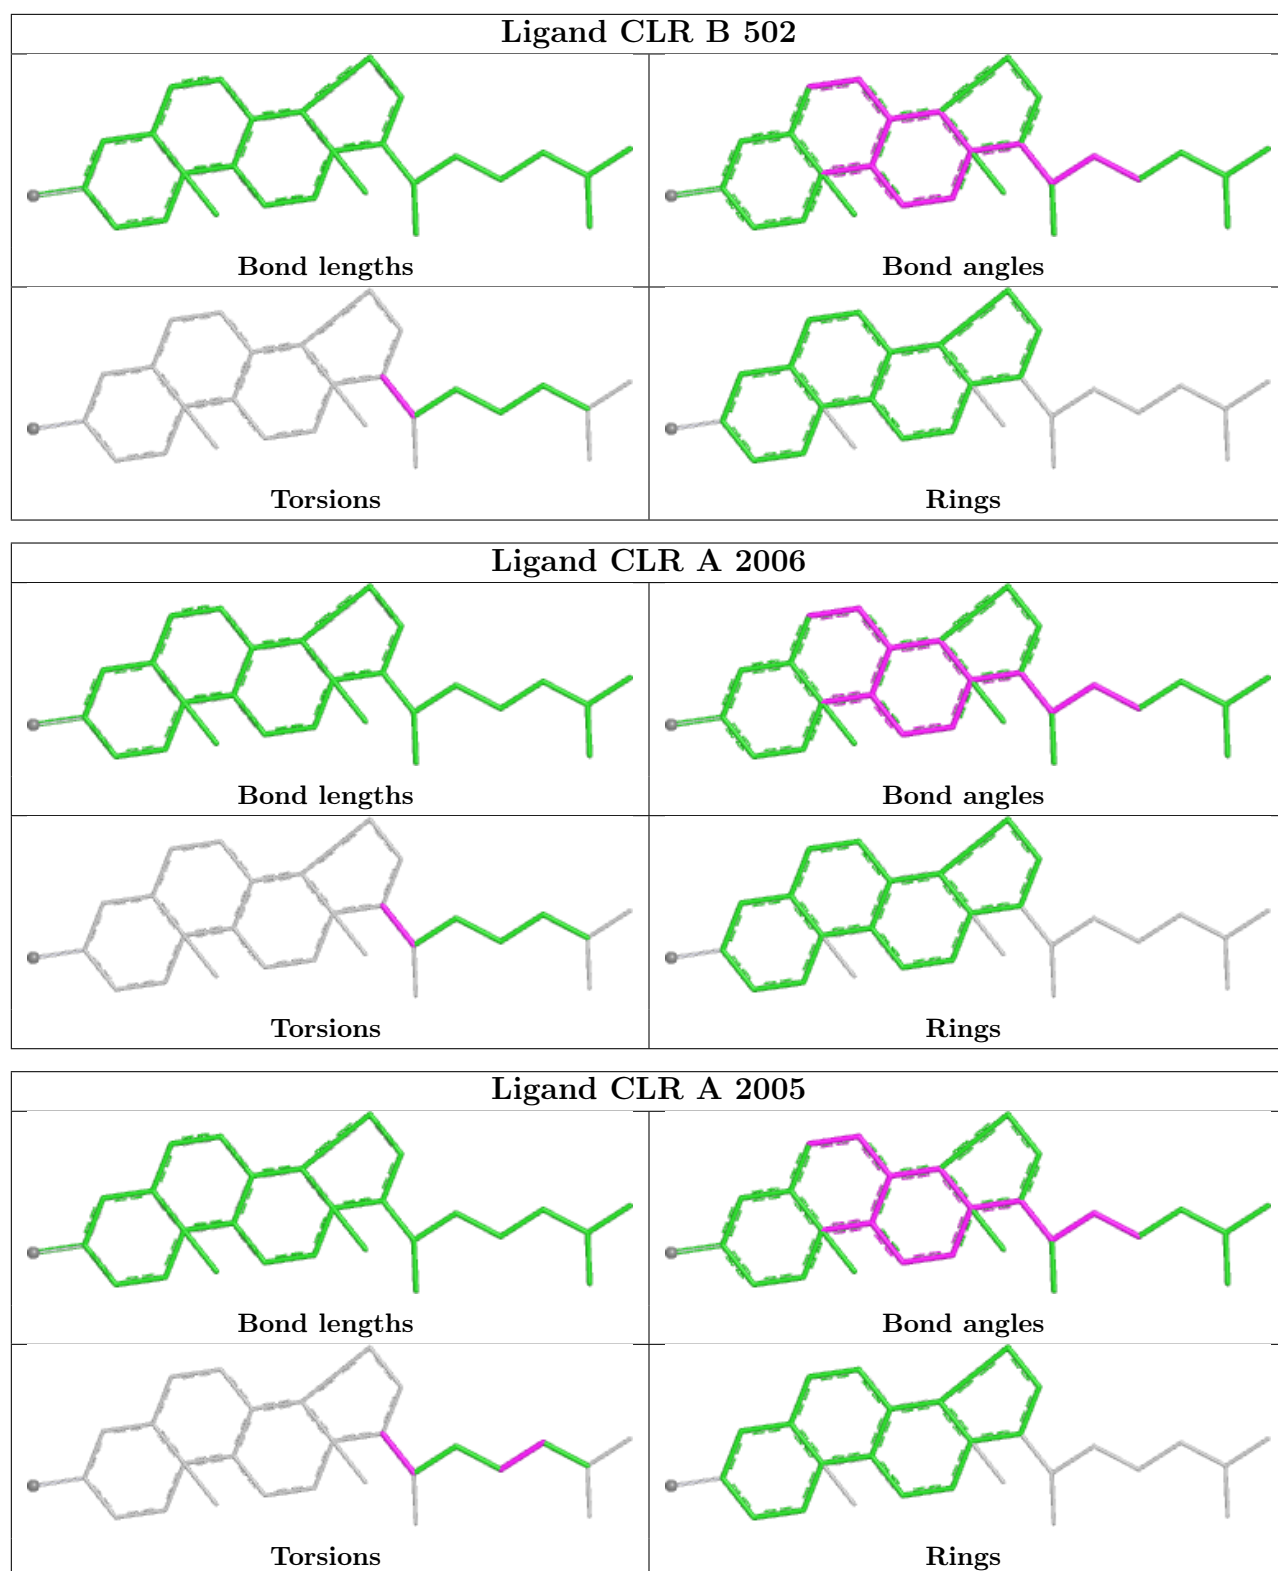 Ligand CLR B 502
Bond lengths
Bond angles
Torsions
Rings
Ligand CLR A 2006
Bond lengths
Bond angles
Torsions
Rings
Ligand CLR A 2005
Bond lengths
Bond angles
Torsions
Rings